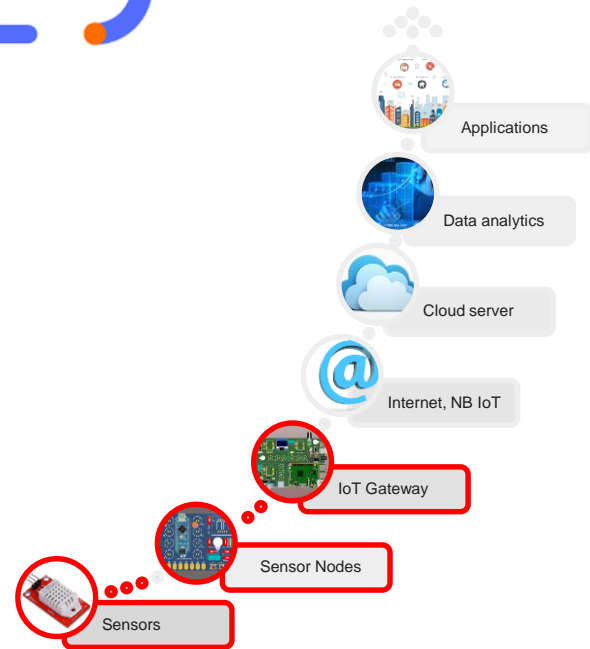 Applications
Data analytics
Cloud server
@
Internet, NB IoT
IoT Gateway
Sensor Nodes
Sensors